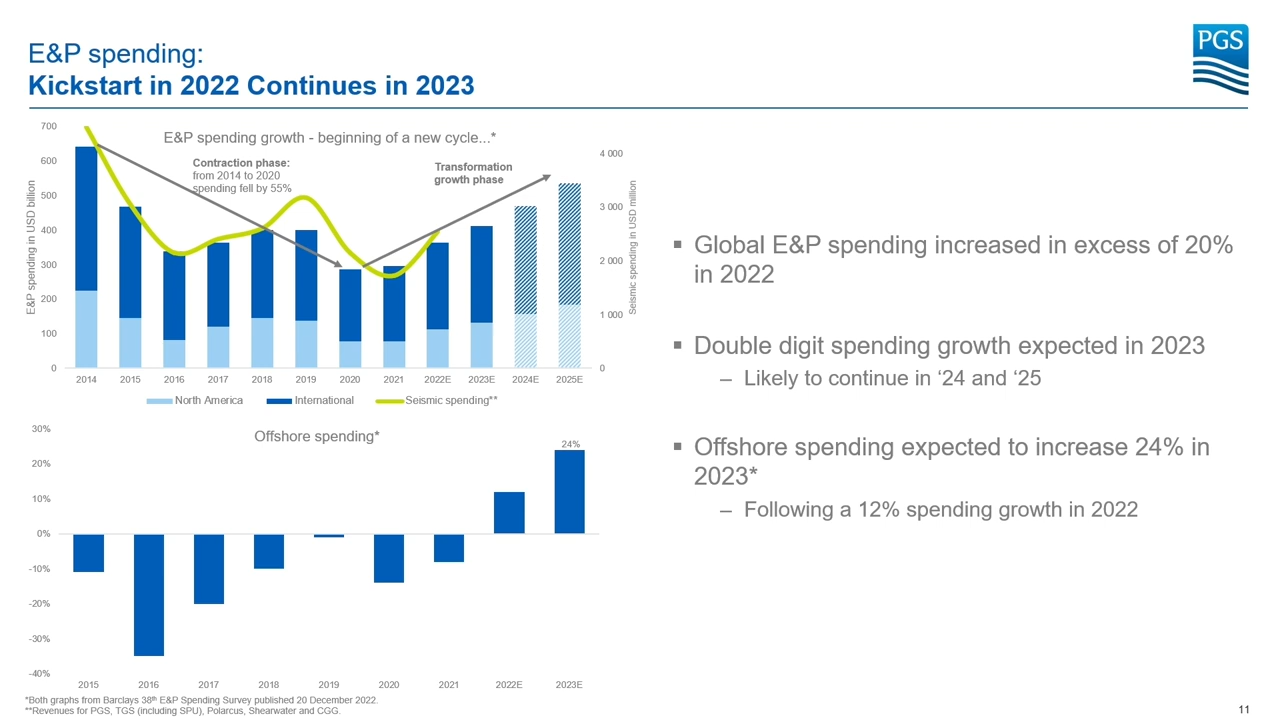 E&P spending:
Kickstart in 2022 Continues in 2023
PGS
E&P spending growth - beginning of a new cycle...*
Contraction phase:
from 2014 to 2020
spending fell by 55%
Transformation
growth phase
E&P spending in USD billion
700
600
500
400
300
200
100
0
Seismic spending in USD million
4 000
3 000
2 000
1 000
0
2014 2015 2016 2017 2018 2019 2020 2021 2022E 2023E 2024E 2025E
North America International Seismic spending**
Offshore spending*
30%
20%
10%
0%
-10%
-20%
-30%
-40%
24%
2015 2016 2017 2018 2019 2020 2021 2022E 2023E
▪ Global E&P spending increased in excess of 20%
in 2022
▪ Double digit spending growth expected in 2023
– Likely to continue in ‘24 and ‘25
▪ Offshore spending expected to increase 24% in
2023*
– Following a 12% spending growth in 2022
*Both graphs from Barclays 38th E&P Spending Survey published 20 December 2022.
**Revenues for PGS, TGS (including SPU), Polarcus, Shearwater and CGG.
11